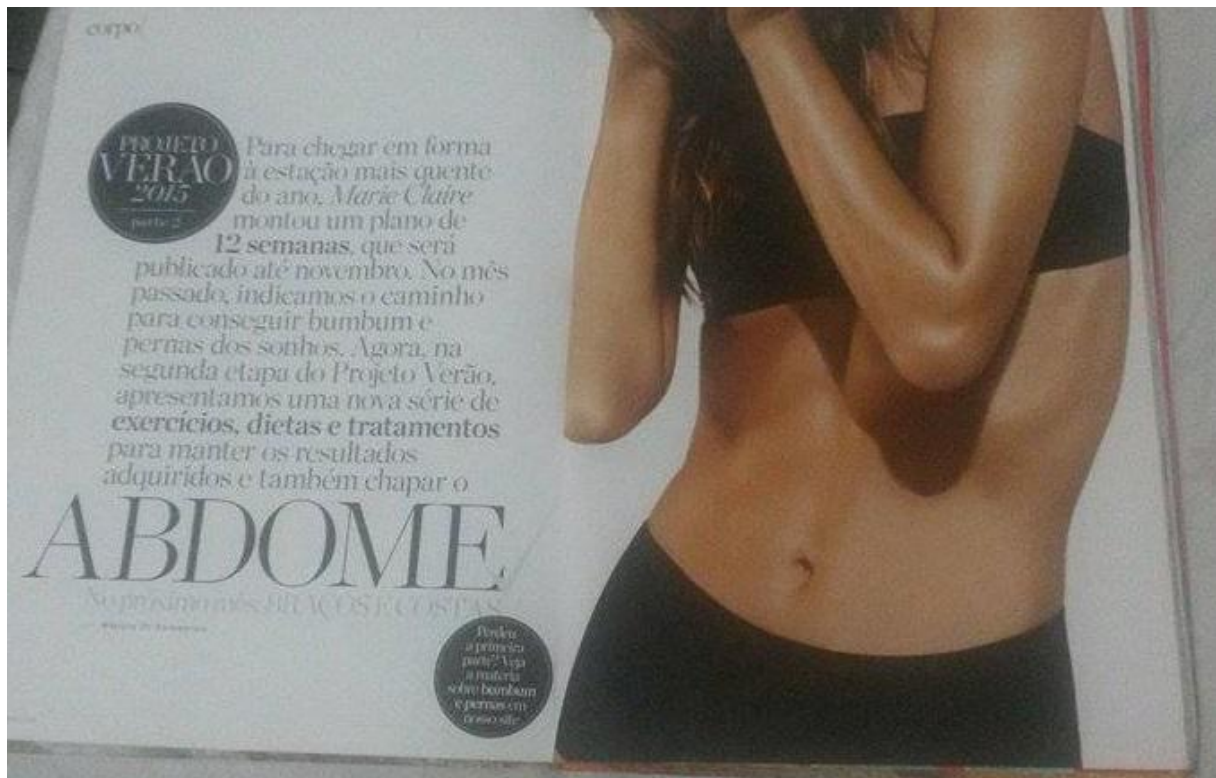 corpo/
PROJETO
VERÃO
2015
parte 2
Para chegar em forma
à estação mais quente
do ano, Marie Claire
montou um plano de
12 semanas, que será
publicado até novembro. No mês
passado, indicamos o caminho
para conseguir bumbum e
pernas dos sonhos. Agora, na
segunda etapa do Projeto Verão,
apresentamos uma nova série de
exercícios, dietas e tratamentos
para manter os resultados
adquiridos e também chapar o
ABDOME/
No próximo mês: BRAÇOS E COSTAS
Perdeu
a primeira
parte? Veja
a matéria
sobre bumbum
e pernas em
nosso site